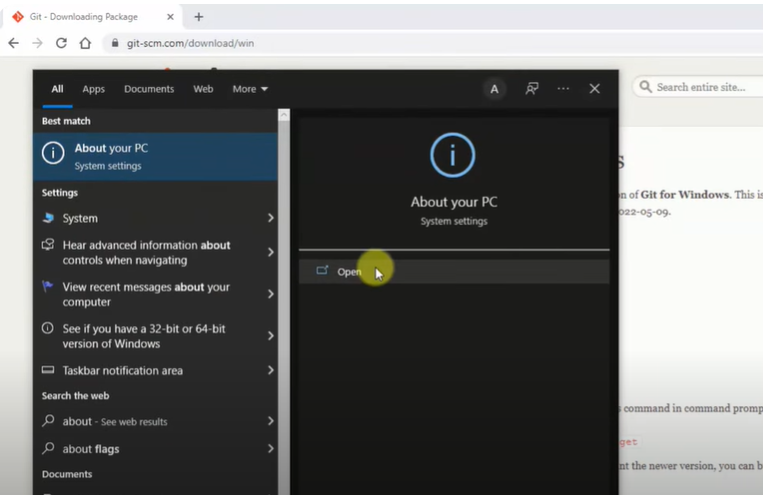 Git - Downloading Package
git-scm.com/download/win
All Apps Documents Web More A
Search entire site...
Best match
About your PC
System settings
Settings
System
Hear advanced information about
controls when navigating
View recent messages about your
computer
See if you have a 32-bit or 64-bit
version of Windows
Taskbar notification area
Search the web
about - See web results
about flags
Documents
About your PC
System settings
Open
of Git for Windows. This is
022-05-09.
command in command promp
get
nt the newer version, you can b